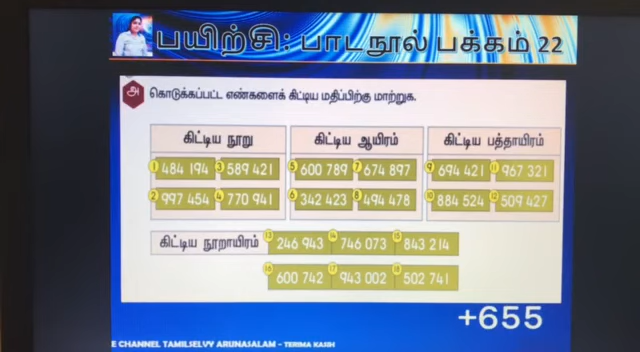 பயிற்சி: பாடநூல் பக்கம் 22
அ கொடுக்கப்பட்ட எண்களைக் கிட்டிய மதிப்பிற்கு மாற்றுக.
கிட்டிய நூறு கிட்டிய ஆயிரம் கிட்டிய பத்தாயிரம்
1 484 194 3 589 421 5 600 789 7 674 897 9 694 421 11 967 321
2 997 454 4 770 941 6 342 423 8 494 478 10 884 524 12 509 427
கிட்டிய நூறாயிரம் 13 246 943 14 746 073 15 843 214
16 600 742 17 943 002 18 502 741
+655
E CHANNEL TAMILSELVY ARUNASALAM - TERIMA KASIH